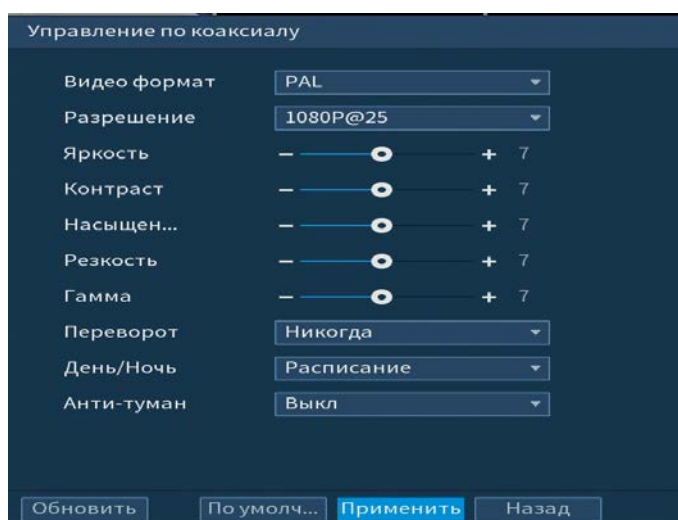 Управление по коаксиалу
Видео формат PAL
Разрешение 1080P@25
Яркость − + 7
Контраст − + 7
Насыщен... − + 7
Резкость − + 7
Гамма − + 7
Переворот Никогда
День/Ночь Расписание
Анти-туман Выкл
Обновить По умолч... Применить Назад